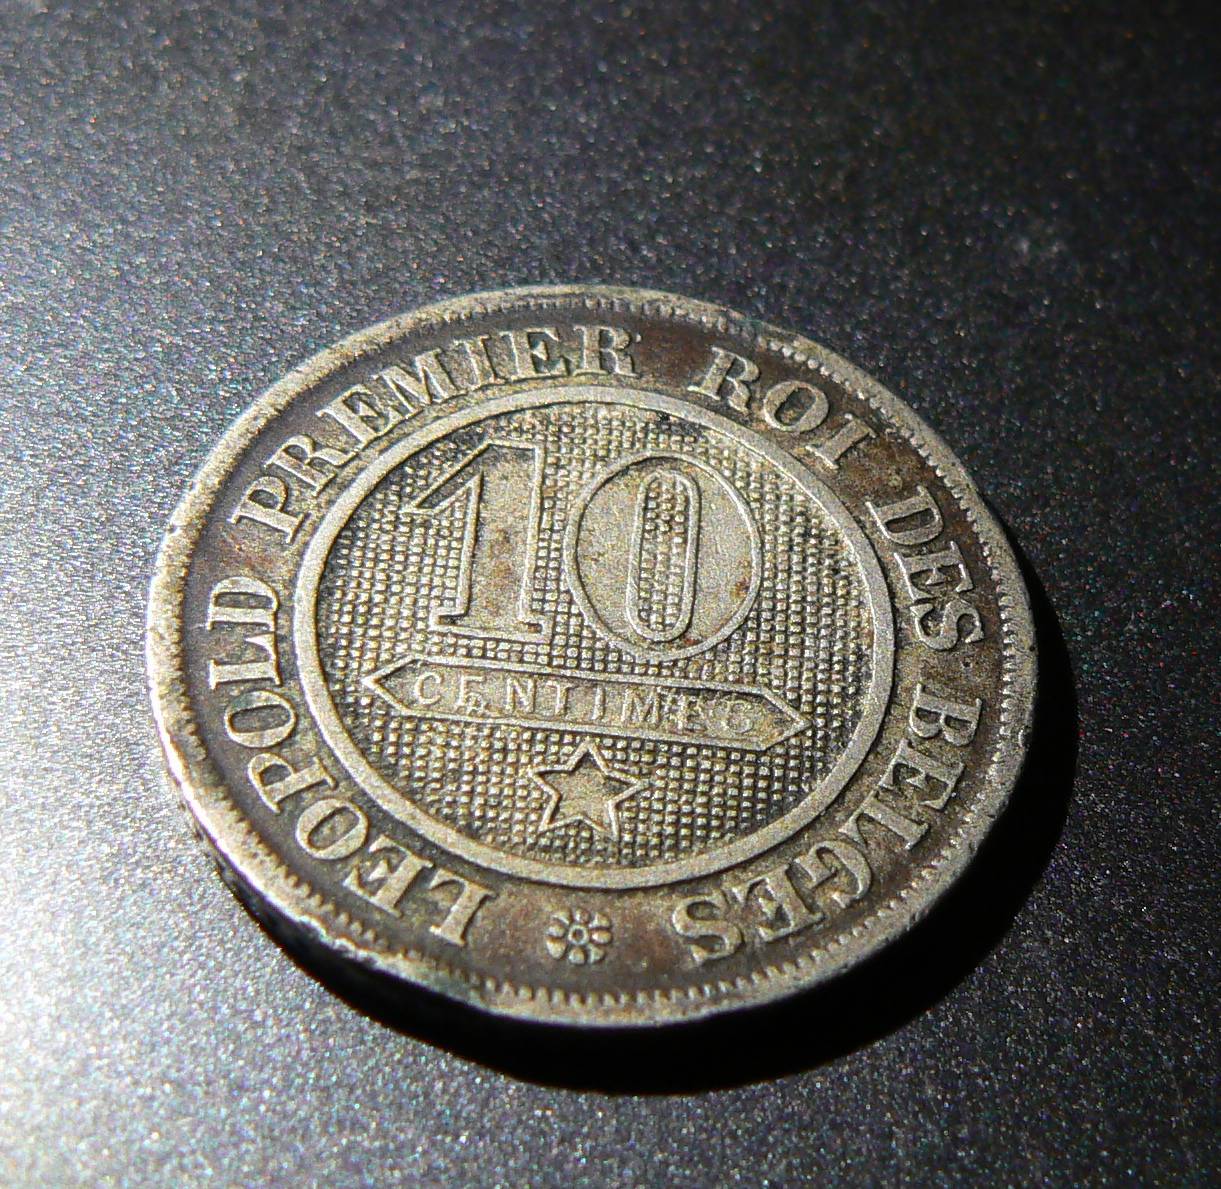 LEOPOLD PREMIER ROI DES BELGES
10
CENTIMES